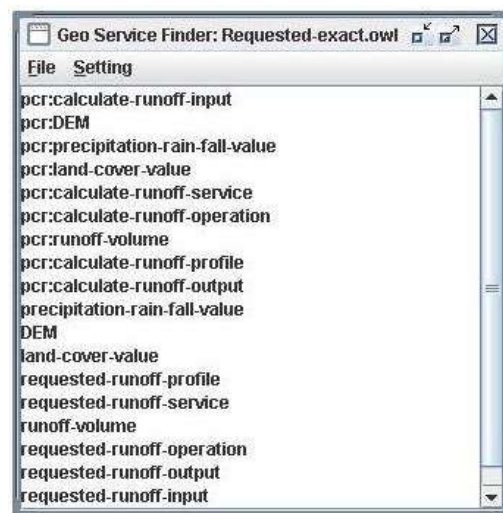 Geo Service Finder: Requested-exact.owl
File Setting
pcr:calculate-runoff-input
pcr:DEM
pcr:precipitation-rain-fall-value
pcr:land-cover-value
pcr:calculate-runoff-service
pcr:calculate-runoff-operation
pcr:runoff-volume
pcr:calculate-runoff-profile
pcr:calculate-runoff-output
precipitation-rain-fall-value
DEM
land-cover-value
requested-runoff-profile
requested-runoff-service
runoff-volume
requested-runoff-operation
requested-runoff-output
requested-runoff-input